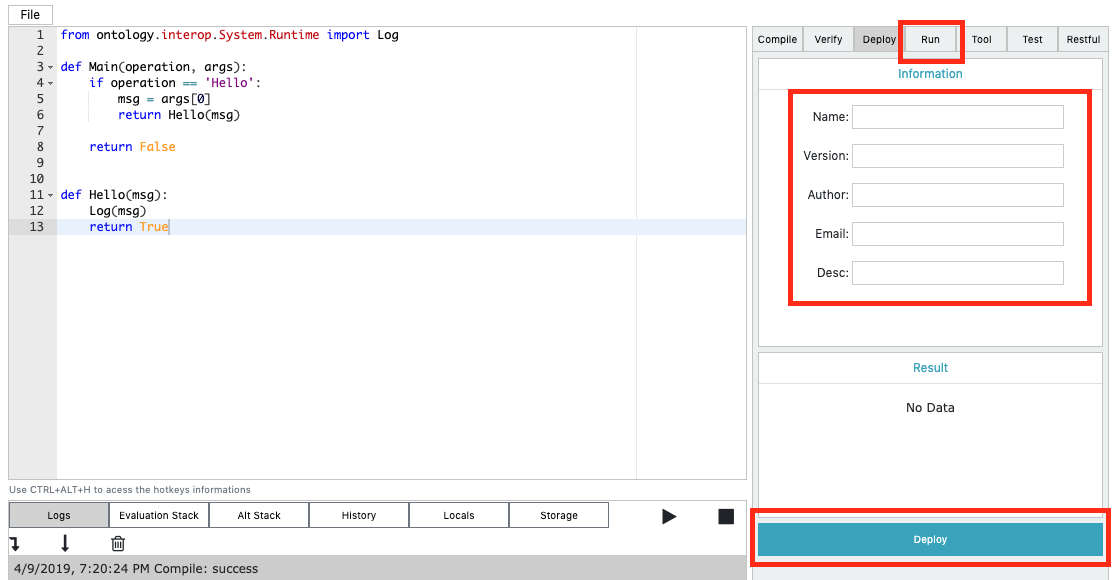 File
1 from ontology.interop.System.Runtime import Log
2
3 def Main(operation, args):
4 if operation == 'Hello':
5 msg = args[0]
6 return Hello(msg)
7
8 return False
9
10
11 def Hello(msg):
12 Log(msg)
13 return True
Use CTRL+ALT+H to acess the hotkeys informations
Logs Evaluation Stack Alt Stack History Locals Storage
4/9/2019, 7:20:24 PM Compile: success
Compile Verify Deploy Run Tool Test Restful
Information
Name:
Version:
Author:
Email:
Desc:
Result
No Data
Deploy